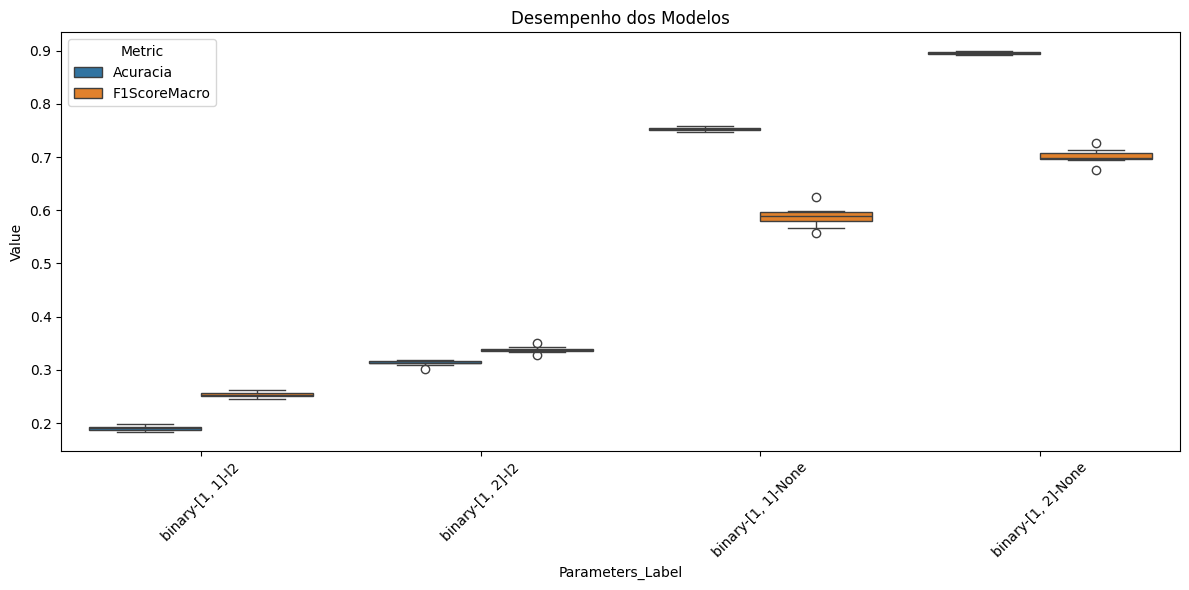 Desempenho dos Modelos
Metric
Acuracia
F1ScoreMacro
Value
0.9
0.8
0.7
0.6
0.5
0.4
0.3
0.2
binary-[1, 1]-l2
binary-[1, 2]-l2
binary-[1, 1]-None
binary-[1, 2]-None
Parameters_Label